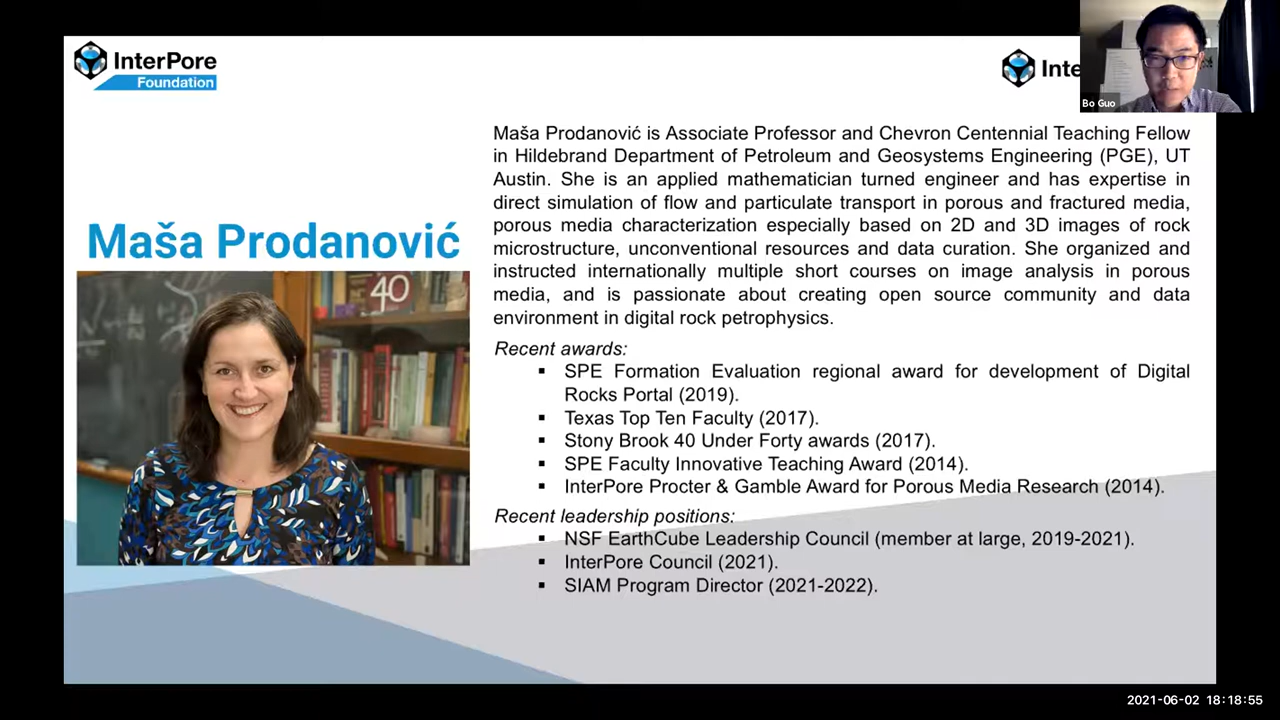 InterPore
Foundation
Inte
Bo Guo
Maša Prodanović
40
Maša Prodanović is Associate Professor and Chevron Centennial Teaching Fellow
in Hildebrand Department of Petroleum and Geosystems Engineering (PGE), UT
Austin. She is an applied mathematician turned engineer and has expertise in
direct simulation of flow and particulate transport in porous and fractured media,
porous media characterization especially based on 2D and 3D images of rock
microstructure, unconventional resources and data curation. She organized and
instructed internationally multiple short courses on image analysis in porous
media, and is passionate about creating open source community and data
environment in digital rock petrophysics.
Recent awards:
▪ SPE Formation Evaluation regional award for development of Digital
Rocks Portal (2019).
▪ Texas Top Ten Faculty (2017).
▪ Stony Brook 40 Under Forty awards (2017).
▪ SPE Faculty Innovative Teaching Award (2014).
▪ InterPore Procter & Gamble Award for Porous Media Research (2014).
Recent leadership positions:
▪ NSF EarthCube Leadership Council (member at large, 2019-2021).
▪ InterPore Council (2021).
▪ SIAM Program Director (2021-2022).
2021-06-02 18:18:55